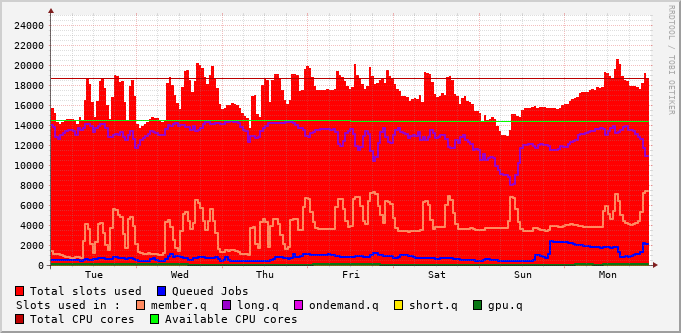 24000
22000
20000
18000
16000
14000
12000
10000
8000
6000
4000
2000
0
Tue Wed Thu Fri Sat Sun Mon
RRDTOOL / TOBI OETIKER
Total slots used Queued Jobs
Slots used in : member.q long.q ondemand.q short.q gpu.q
Total CPU cores Available CPU cores